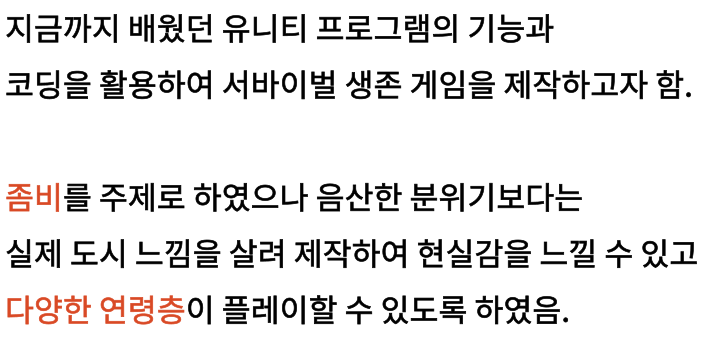 지금까지 배웠던 유니티 프로그램의 기능과
코딩을 활용하여 서바이벌 생존 게임을 제작하고자 함.
좀비를 주제로 하였으나 음산한 분위기보다는
실제 도시 느낌을 살려 제작하여 현실감을 느낄 수 있고
다양한 연령층이 플레이할 수 있도록 하였음.